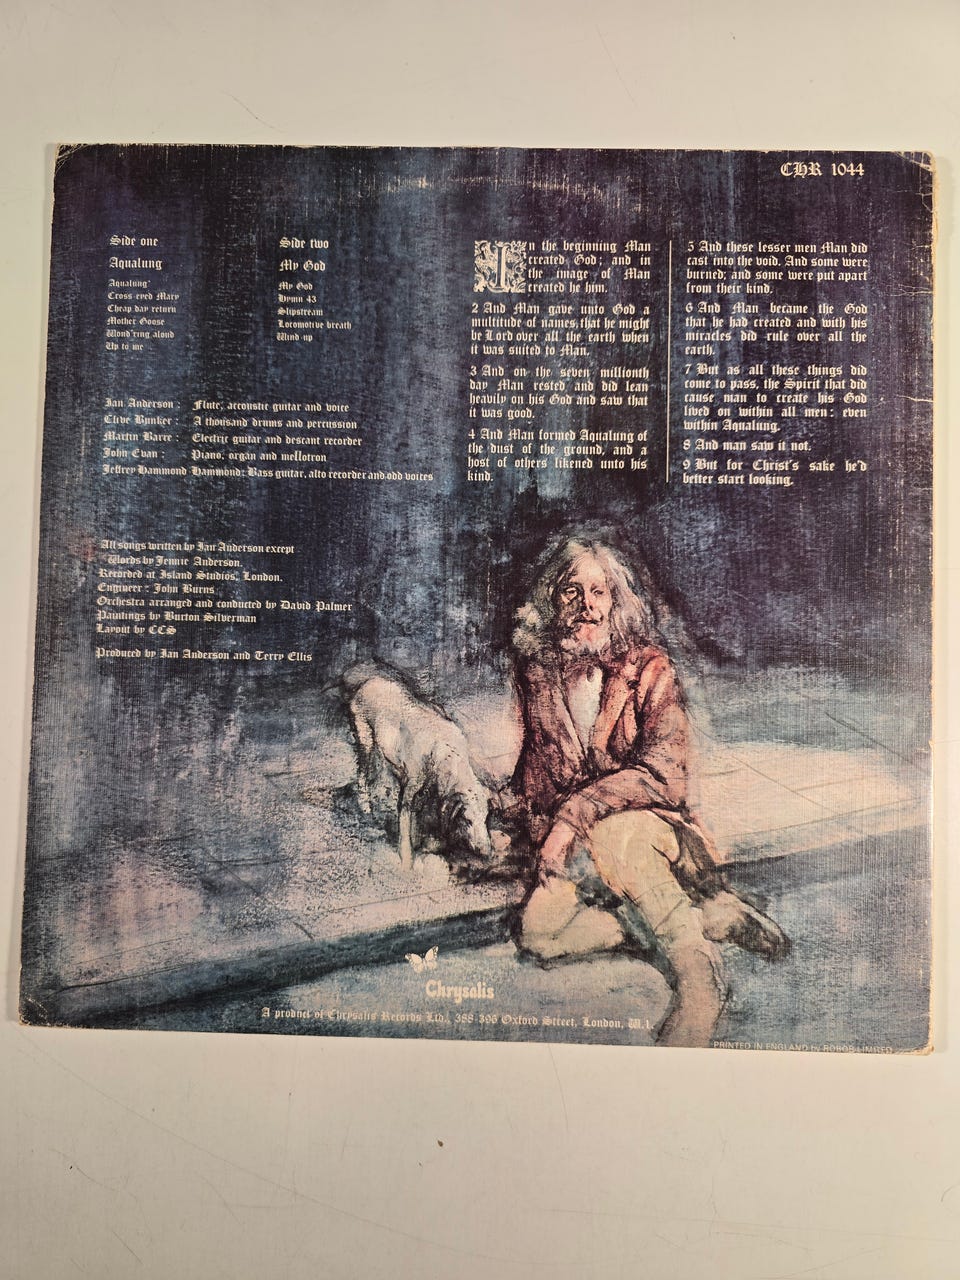 CHR 1044
Side one
Aqualung
Aqualung
Cross-eyed Mary
Cheap day return
Mother Goose
Wond'ring aloud
Up to me
Side two
My God
My God
Hymn 43
Slipstream
Locomotive breath
Wind-up
Ian Anderson : Flute, accoustic guitar and voice
Clive Bunker : A thousand drums and percussion
Martin Barre : Electric guitar and descant recorder
John Evan : Piano, organ and mellotron
Jeffrey Hammond-Hammond: Bass guitar, alto recorder and odd voices
All songs written by Ian Anderson except
Words by Jennie Anderson.
Recorded at Island Studios, London.
Engineer : John Burns
Orchestra arranged and conducted by David Palmer
Paintings by Burton Silverman
Layout by CCS
Produced by Ian Anderson and Terry Ellis
In the beginning Man
created God; and in
the image of Man
created he him.
2 And Man gave unto God a
multitude of names, that he might
be Lord over all the earth when
it was suited to Man.
3 And on the seven millionth
day Man rested and did lean
heavily on his God and saw that
it was good.
4 And Man formed Aqualung of
the dust of the ground, and a
host of others likened unto his
kind.
5 And these lesser men Man did
cast into the void. And some were
burned; and some were put apart
from their kind.
6 And Man became the God
that he had created and with his
miracles did rule over all the
earth.
7 But as all these things did
come to pass, the Spirit that did
cause man to create his God
lived on within all men : even
within Aqualung.
8 And man saw it not.
9 But for Christ's sake he'd
better start looking.
Chrysalis
A product of Chrysalis Records Ltd., 388-396 Oxford Street, London, W.1.
PRINTED IN ENGLAND by ROBOR LIMITED